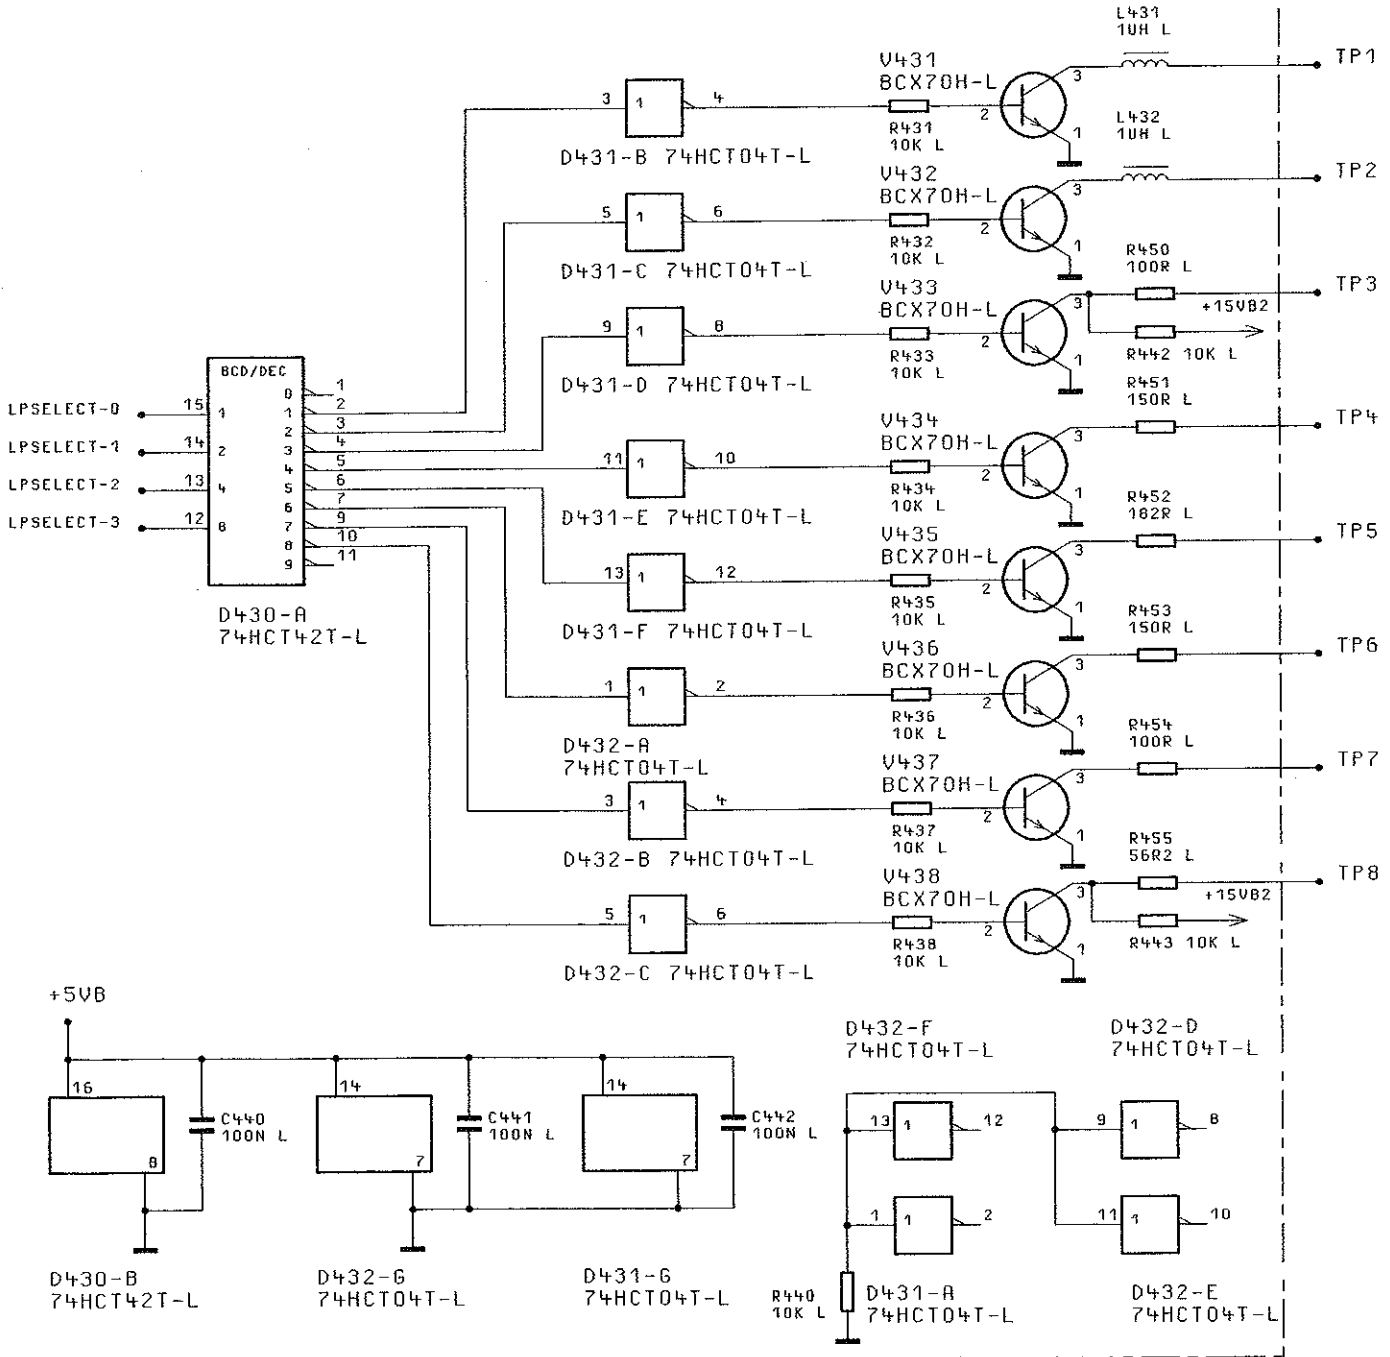 L431
1UH L
TP1
V431
BCX70H-L
3 1 4
R431
10K L
2 3 1
D431-B 74HCT04T-L
L432
1UH L
TP2
V432
BCX70H-L
5 1 6
R432
10K L
2 3 1
D431-C 74HCT04T-L
R450
100R L
TP3
V433
BCX70H-L
+15VB2
9 1 8
R433
10K L
2 3 1
R442 10K L
D431-D 74HCT04T-L
BCD/DEC
LPSELECT-0 15 1
LPSELECT-1 14 2
LPSELECT-2 13 4
LPSELECT-3 12 8
0 1
1 2
2 3
3 4
4 5
5 6
6 7
7 9
8 10
9 11
D430-A
74HCT42T-L
R451
150R L
TP4
V434
BCX70H-L
11 1 10
R434
10K L
2 3 1
D431-E 74HCT04T-L
R452
182R L
TP5
V435
BCX70H-L
13 1 12
R435
10K L
2 3 1
D431-F 74HCT04T-L
R453
150R L
TP6
V436
BCX70H-L
1 1 2
R436
10K L
2 3 1
D432-A
74HCT04T-L
R454
100R L
TP7
V437
BCX70H-L
3 1 4
R437
10K L
2 3 1
D432-B 74HCT04T-L
R455
56R2 L
TP8
V438
BCX70H-L
+15VB2
5 1 6
R438
10K L
2 3 1
R443 10K L
D432-C 74HCT04T-L
+5VB
16
8
C440
100N L
14
7
C441
100N L
14
7
C442
100N L
D430-B
74HCT42T-L
D432-G
74HCT04T-L
D431-G
74HCT04T-L
D432-F
74HCT04T-L
D432-D
74HCT04T-L
13 1 12
9 1 8
1 1 2
11 1 10
R440
10K L
D431-A
74HCT04T-L
D432-E
74HCT04T-L